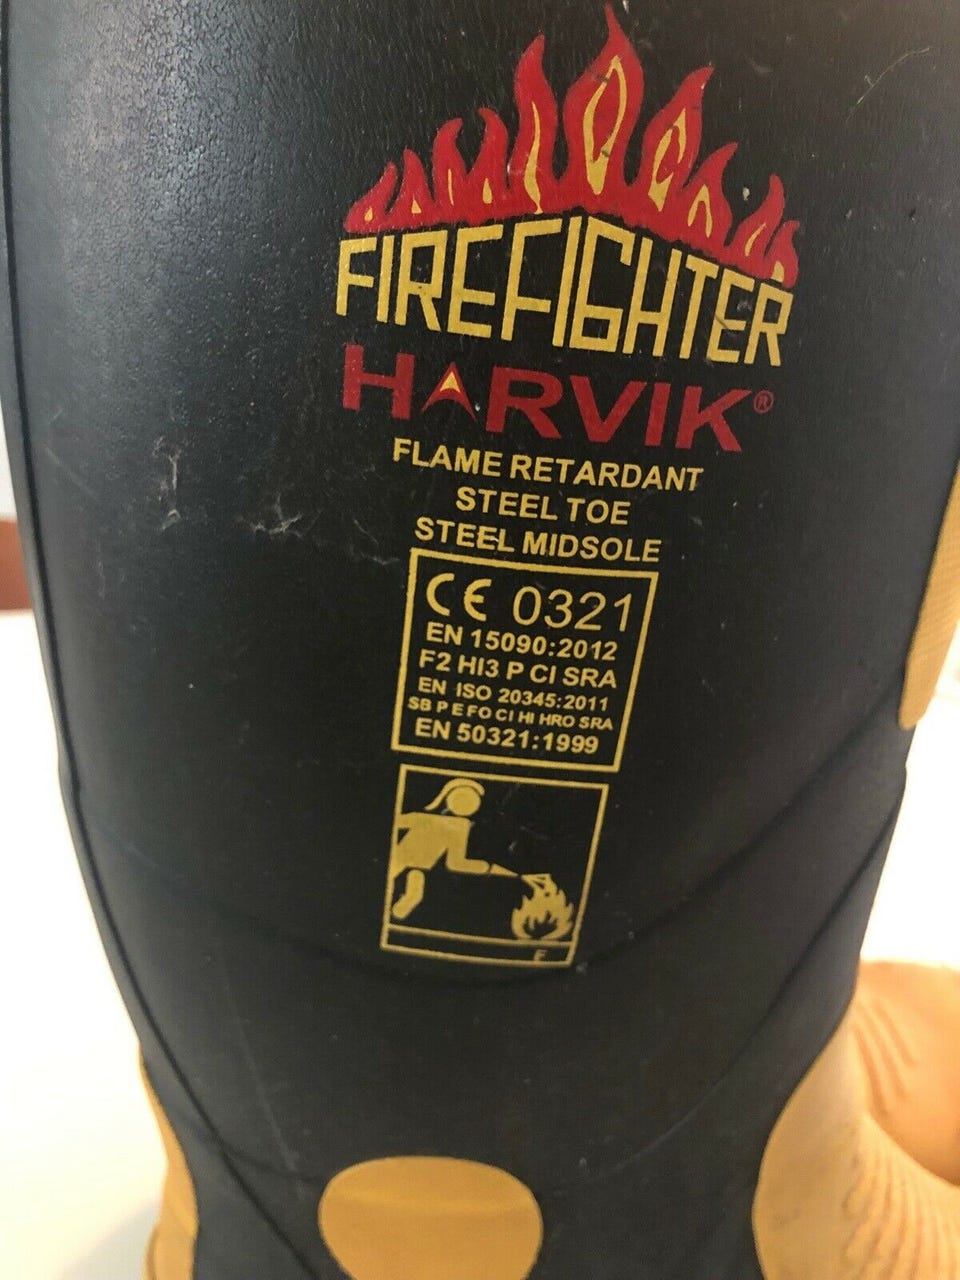 FIREFIGHTER
HARVIK®
FLAME RETARDANT
STEEL TOE
STEEL MIDSOLE
CE 0321
EN 15090:2012
F2 HI3 P CI SRA
EN ISO 20345:2011
SB P E FO CI HI HRO SRA
EN 50321:1999
F